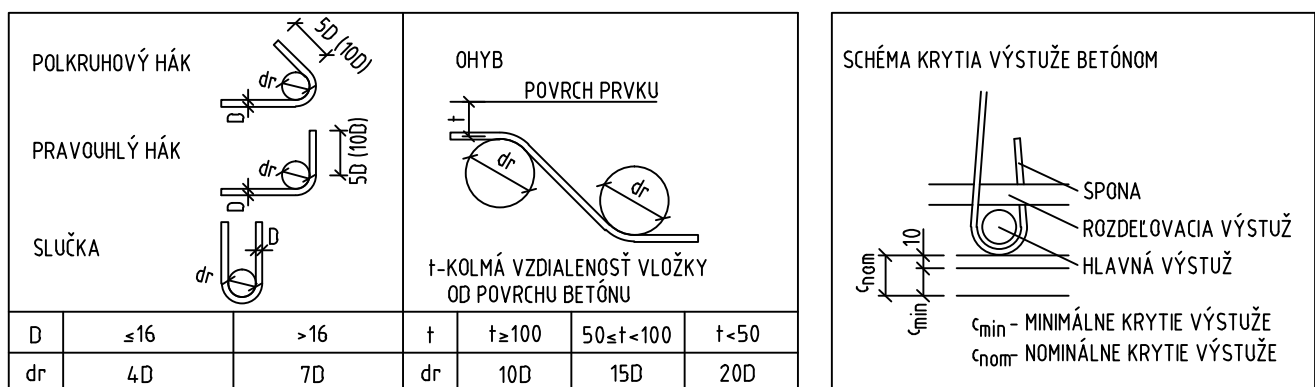 POLKRUHOVÝ HÁK
5D (10D)
dr
D
PRAVOUHLÝ HÁK
5D (10D)
dr
D
SLUČKA
D
dr
OHYB
POVRCH PRVKU
t
dr
dr
t-KOLMÁ VZDIALENOSŤ VLOŽKY
OD POVRCHU BETÓNU
D ≤16 >16
dr 4D 7D
t t≥100 50≤t<100 t<50
dr 10D 15D 20D
SCHÉMA KRYTIA VÝSTUŽE BETÓNOM
SPONA
ROZDEĽOVACIA VÝSTUŽ
HLAVNÁ VÝSTUŽ
10
cnom
cmin
cmin - MINIMÁLNE KRYTIE VÝSTUŽE
cnom- NOMINÁLNE KRYTIE VÝSTUŽE